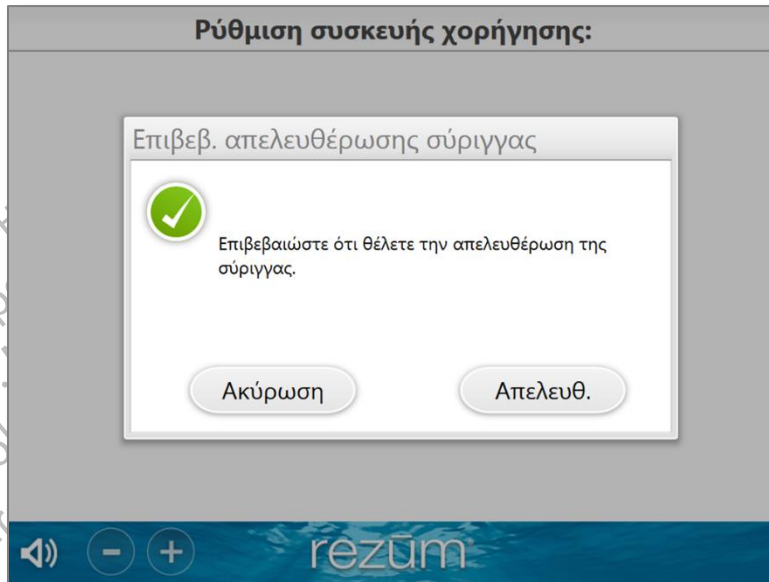 Ρύθμιση συσκευής χορήγησης:
Επιβεβ. απελευθέρωσης σύριγγας
Επιβεβαιώστε ότι θέλετε την απελευθέρωση της
σύριγγας.
Ακύρωση
Απελευθ.
rezūm